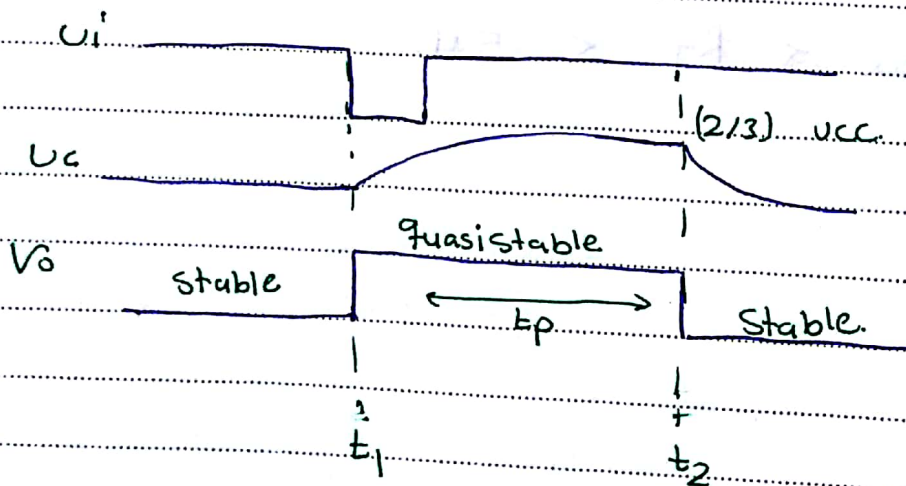 Ui
(2/3) UCC.
Uc
quasistable
Vo
stable
tp
Stable.
t1
t2